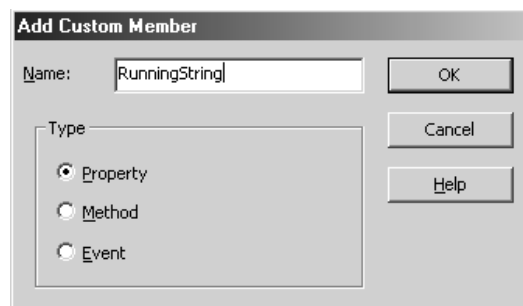 Add Custom Member
Name: RunningString OK
Type Cancel
Property Help
Method
Event